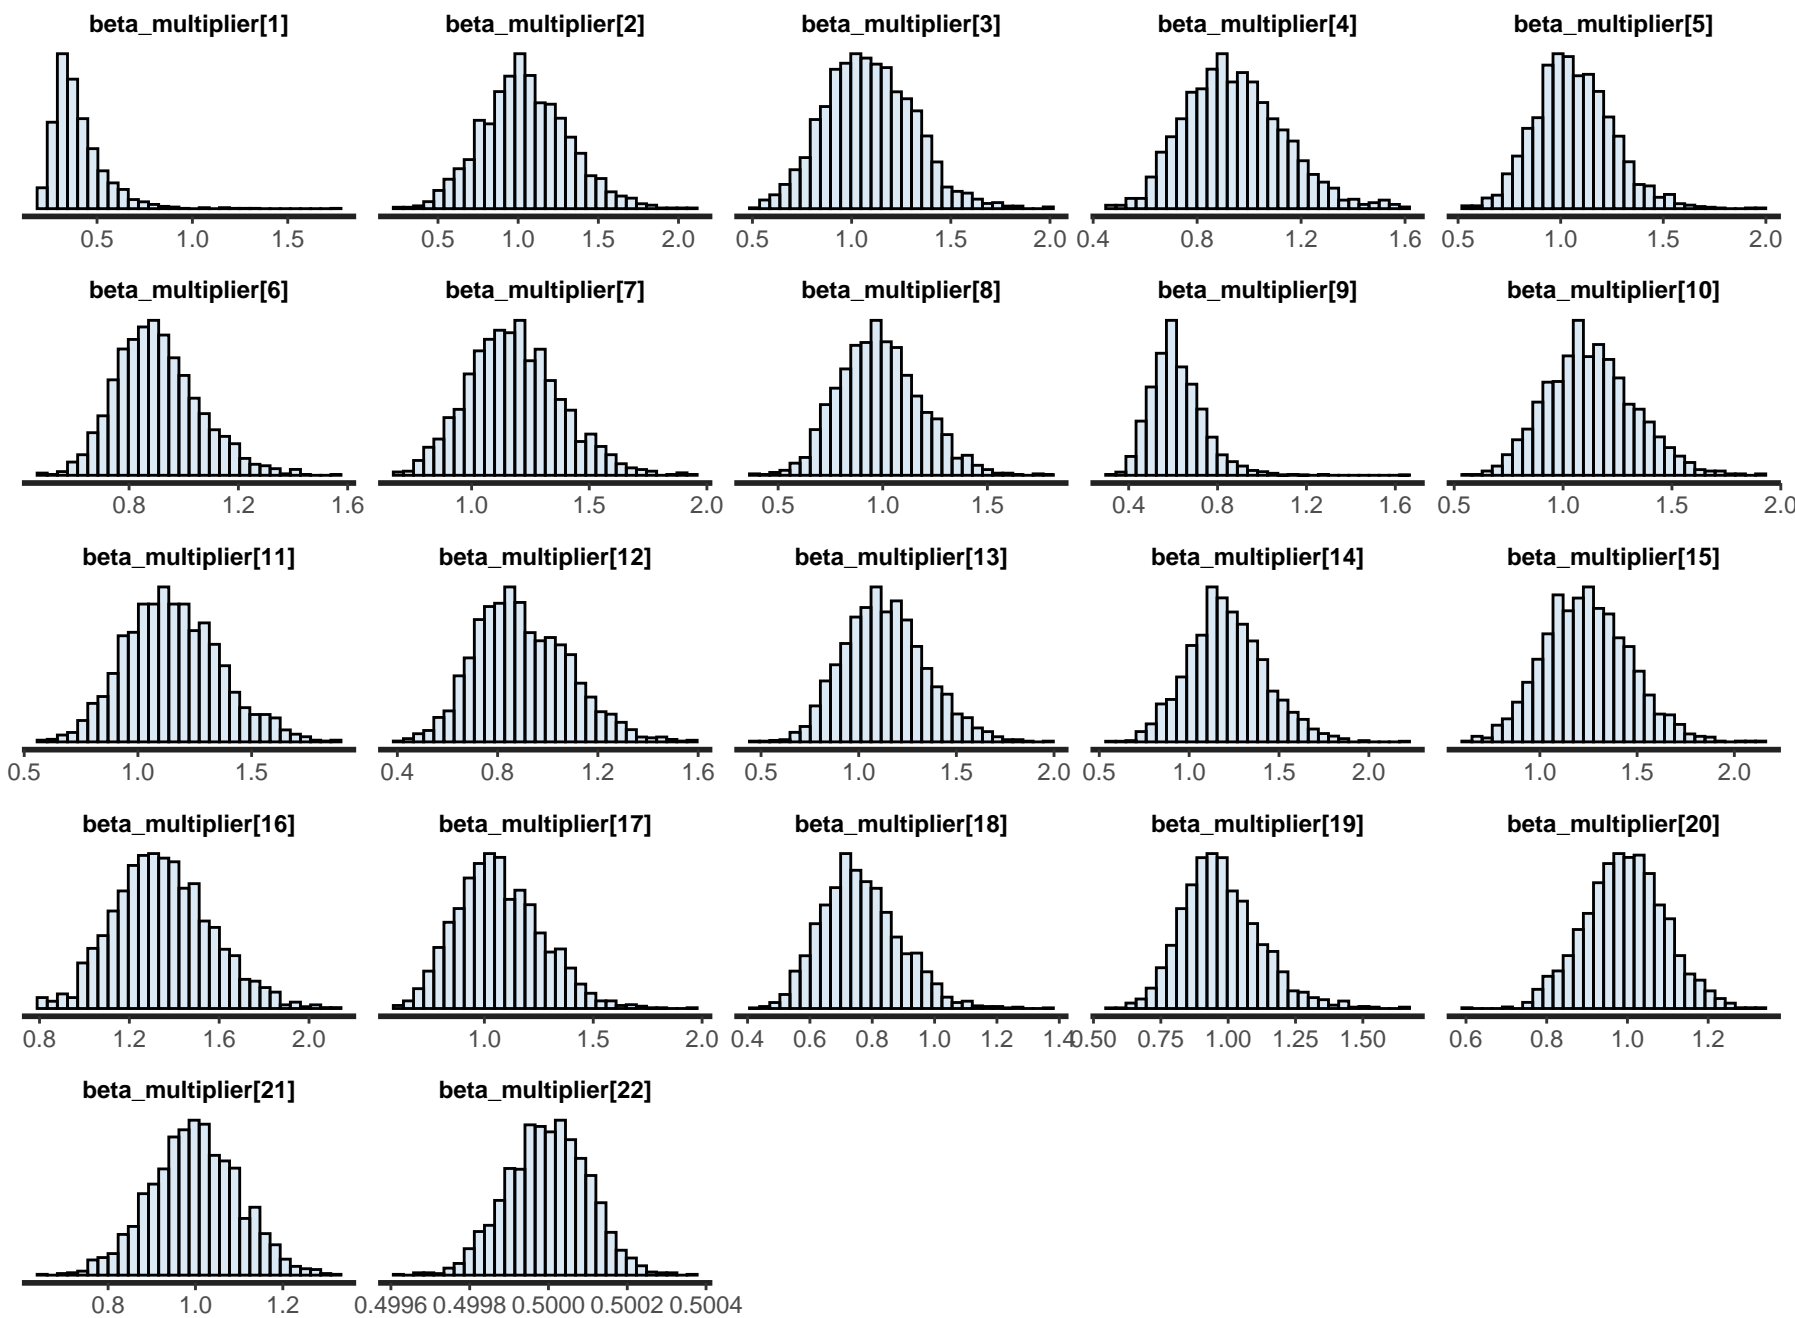 beta_multiplier[1] beta_multiplier[2] beta_multiplier[3] beta_multiplier[4] beta_multiplier[5]
0.5 1.0 1.5 0.5 1.0 1.5 2.0 0.5 1.0 1.5 2.0 0.4 0.8 1.2 1.6 0.5 1.0 1.5 2.0
beta_multiplier[6] beta_multiplier[7] beta_multiplier[8] beta_multiplier[9] beta_multiplier[10]
0.8 1.2 1.6 1.0 1.5 2.0 0.5 1.0 1.5 0.4 0.8 1.2 1.6 0.5 1.0 1.5 2.0
beta_multiplier[11] beta_multiplier[12] beta_multiplier[13] beta_multiplier[14] beta_multiplier[15]
0.5 1.0 1.5 0.4 0.8 1.2 1.6 0.5 1.0 1.5 2.0 0.5 1.0 1.5 2.0 1.0 1.5 2.0
beta_multiplier[16] beta_multiplier[17] beta_multiplier[18] beta_multiplier[19] beta_multiplier[20]
0.8 1.2 1.6 2.0 1.0 1.5 2.0 0.4 0.6 0.8 1.0 1.2 1.4 0.50 0.75 1.00 1.25 1.50 0.6 0.8 1.0 1.2
beta_multiplier[21] beta_multiplier[22]
0.8 1.0 1.2 0.4996 0.4998 0.5000 0.5002 0.5004